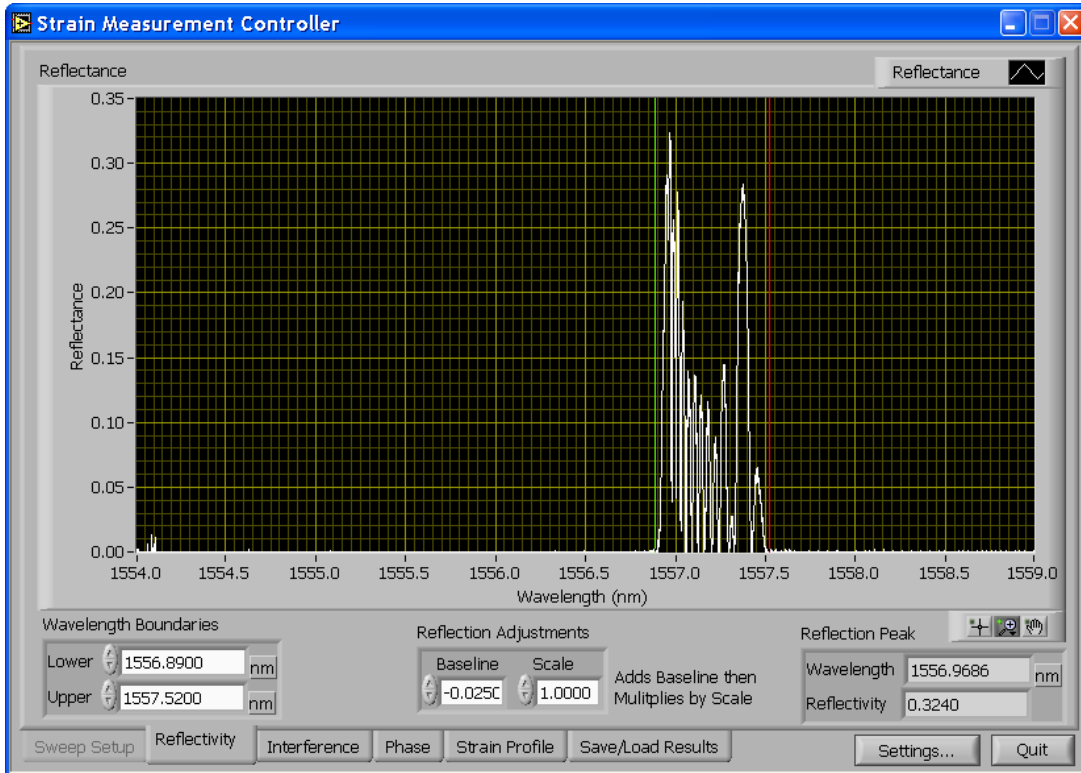 Strain Measurement Controller
Reflectance
Reflectance
0.35
0.30
0.25
0.20
0.15
0.10
0.05
0.00
Reflectance
1554.0 1554.5 1555.0 1555.5 1556.0 1556.5 1557.0 1557.5 1558.0 1558.5 1559.0
Wavelength (nm)
Wavelength Boundaries
Lower 1556.8900 nm
Upper 1557.5200 nm
Reflection Adjustments
Baseline Scale
-0.0250 1.0000
Adds Baseline then
Mulitplies by Scale
Reflection Peak
Wavelength 1556.9686 nm
Reflectivity 0.3240
Sweep Setup Reflectivity Interference Phase Strain Profile Save/Load Results
Settings... Quit